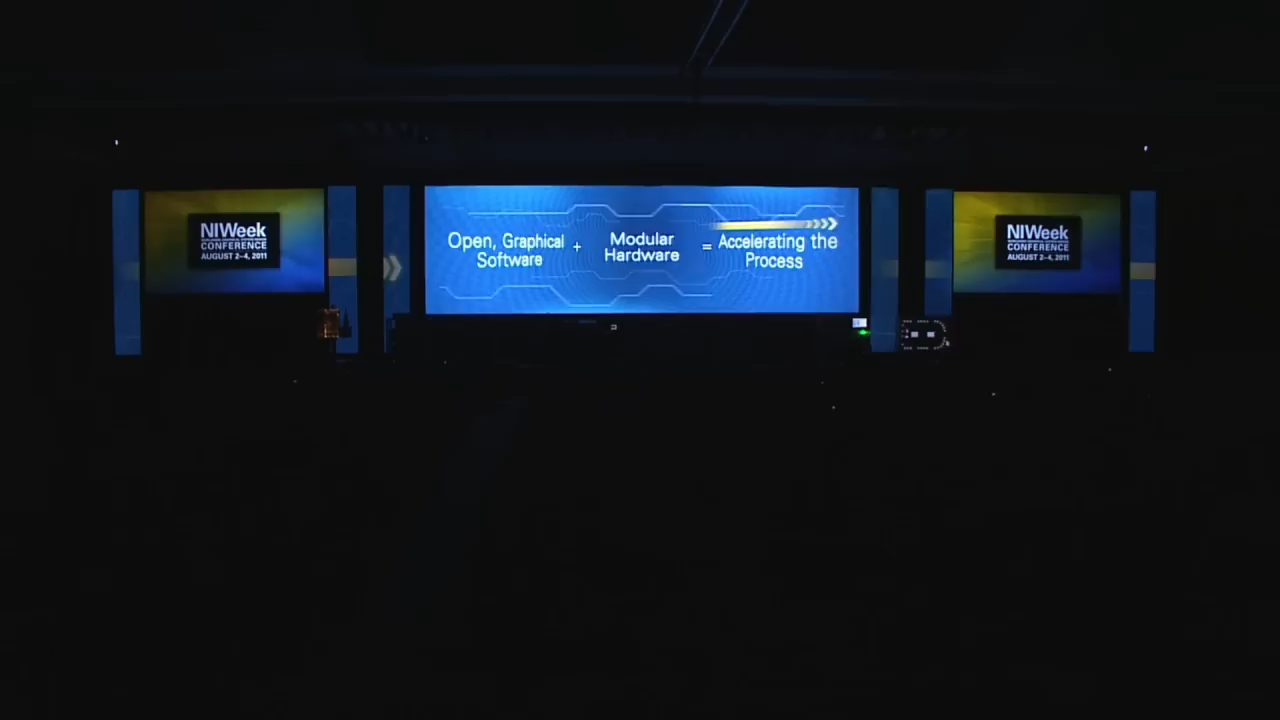 NIWeek
CONFERENCE
AUGUST 2–4, 2011
Open, Graphical
Software
+
Modular
Hardware
=
Accelerating the
Process
NIWeek
CONFERENCE
AUGUST 2–4, 2011